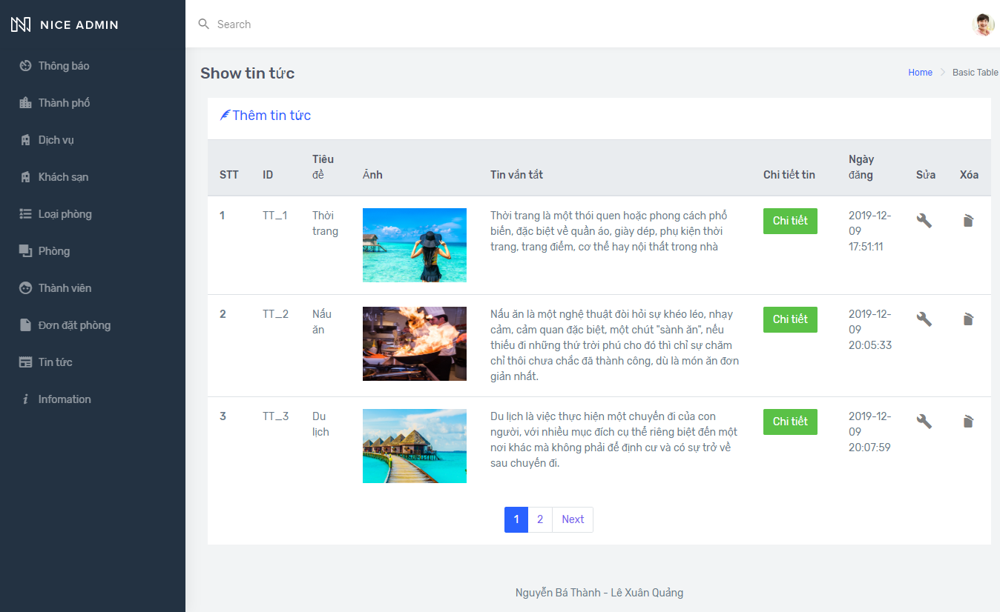 NICE ADMIN
Search
Thông báo
Thành phố
Dịch vụ
Khách sạn
Loại phòng
Phòng
Thành viên
Đơn đặt phòng
Tin tức
Infomation
Show tin tức
Home
Basic Table
Thêm tin tức
STT
ID
Tiêu
đề
Ảnh
Tin vắn tắt
Chi tiết tin
Ngày
đăng
Sửa
Xóa
1
TT_1
Thời
trang
Thời trang là một thói quen hoặc phong cách phổ
biến, đặc biệt về quần áo, giày dép, phụ kiện thời
trang, trang điểm, cơ thể hay nội thất trong nhà
Chi tiết
2019-12-
09
17:51:11
2
TT_2
Nấu
ăn
Nấu ăn là một nghệ thuật đòi hỏi sự khéo léo, nhạy
cảm, cảm quan đặc biệt, một chút "sành ăn", nếu
thiếu đi những thứ trời phú cho đó thì chỉ sự chăm
chỉ thôi chưa chắc đã thành công, dù là món ăn đơn
giản nhất.
Chi tiết
2019-12-
09
20:05:33
3
TT_3
Du
lịch
Du lịch là việc thực hiện một chuyến đi của con
người, với nhiều mục đích cụ thể riêng biệt đến một
nơi khác mà không phải để định cư và có sự trở về
sau chuyến đi.
Chi tiết
2019-12-
09
20:07:59
1
2
Next
Nguyễn Bá Thành - Lê Xuân Quảng